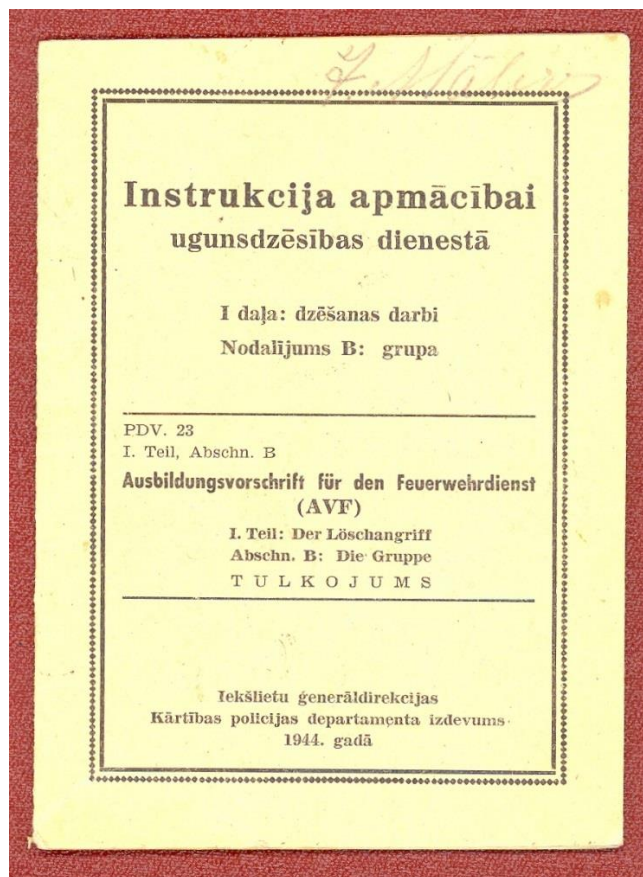 Instrukcija apmācībai
ugunsdzēsības dienestā
I daļa: dzēšanas darbi
Nodalījums B: grupa
PDV. 23
I. Teil, Abschn. B
Ausbildungsvorschrift für den Feuerwehrdienst
(AVF)
I. Teil: Der Löschangriff
Abschn. B: Die Gruppe
TULKOJUMS
Iekšlietu ģenerāldirekcijas
Kārtības policijas departamenta izdevums
1944. gadā